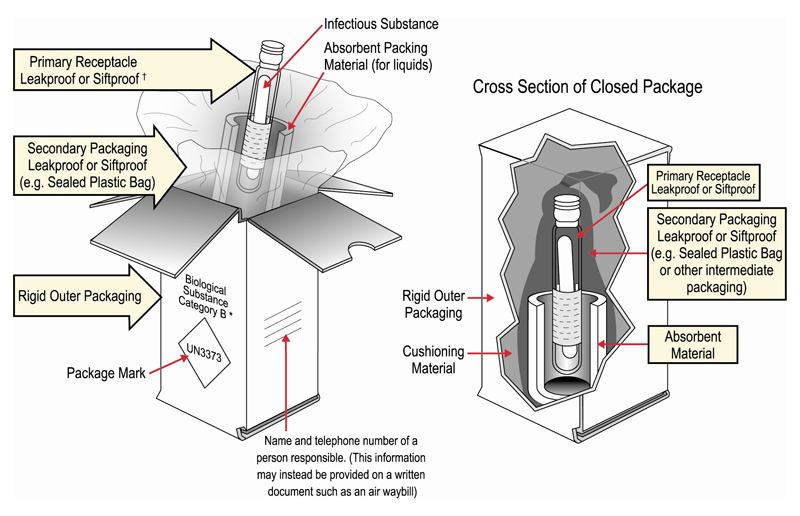 Infectious Substance
Absorbent Packing
Material (for liquids)
Primary Receptacle
Leakproof or Siftproof †
Secondary Packaging
Leakproof or Siftproof
(e.g. Sealed Plastic Bag)
Rigid Outer Packaging
Biological
Substance
Category B *
UN3373
Package Mark
Name and telephone number of a
person responsible. (This information
may instead be provided on a written
document such as an air waybill)
Cross Section of Closed Package
Primary Receptacle
Leakproof or Siftproof
Secondary Packaging
Leakproof or Siftproof
(e.g. Sealed Plastic Bag
or other intermediate
packaging)
Rigid Outer
Packaging
Cushioning
Material
Absorbent
Material